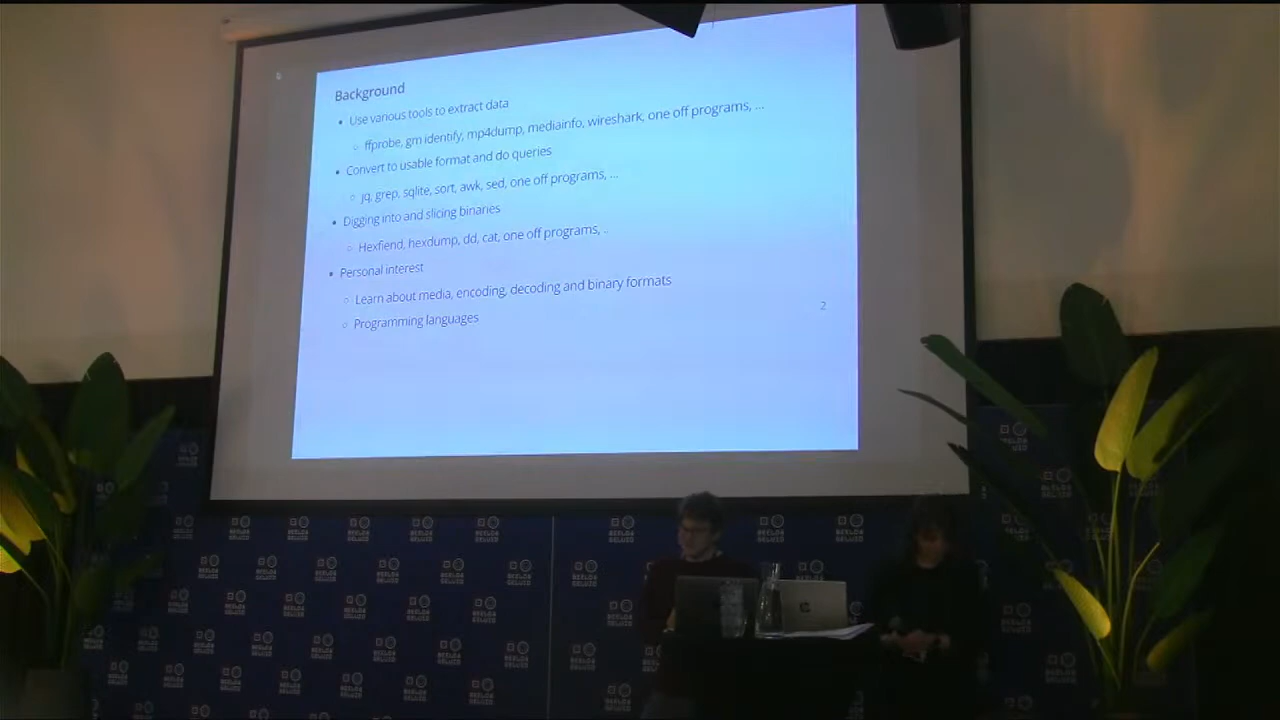 Background
• Use various tools to extract data
○ ffprobe, gm identify, mp4dump, mediainfo, wireshark, one off programs, ...
• Convert to usable format and do queries
○ jq, grep, sqlite, sort, awk, sed, one off programs, ...
• Digging into and slicing binaries
○ Hexfiend, hexdump, dd, cat, one off programs, ..
• Personal interest
○ Learn about media, encoding, decoding and binary formats
○ Programming languages
2
BEELD&
GELUID
hp